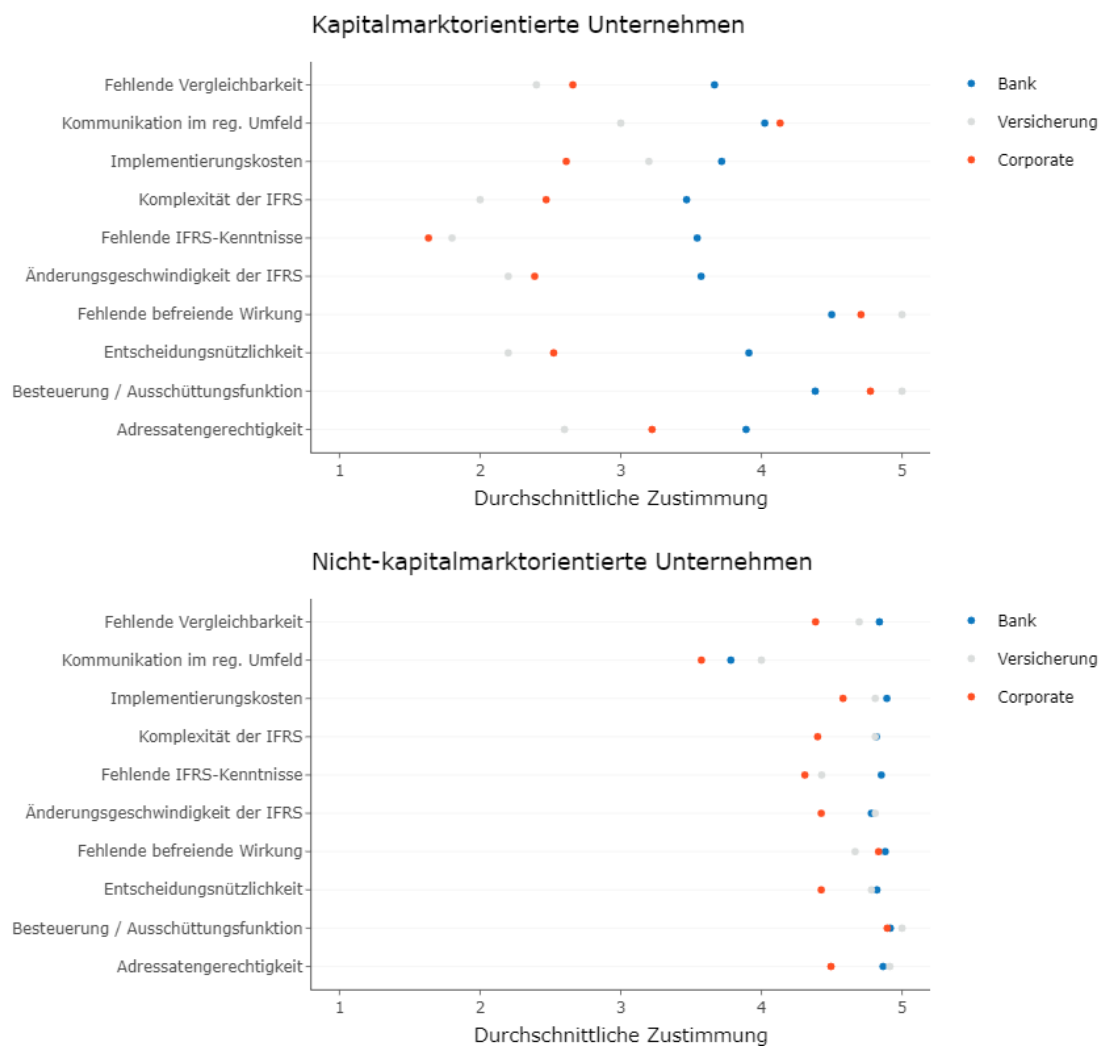 Kapitalmarktorientierte Unternehmen
Fehlende Vergleichbarkeit
Kommunikation im reg. Umfeld
Implementierungskosten
Komplexität der IFRS
Fehlende IFRS-Kenntnisse
Änderungsgeschwindigkeit der IFRS
Fehlende befreiende Wirkung
Entscheidungsnützlichkeit
Besteuerung / Ausschüttungsfunktion
Adressatengerechtigkeit
Bank
Versicherung
Corporate
1 2 3 4 5
Durchschnittliche Zustimmung
Nicht-kapitalmarktorientierte Unternehmen
Fehlende Vergleichbarkeit
Kommunikation im reg. Umfeld
Implementierungskosten
Komplexität der IFRS
Fehlende IFRS-Kenntnisse
Änderungsgeschwindigkeit der IFRS
Fehlende befreiende Wirkung
Entscheidungsnützlichkeit
Besteuerung / Ausschüttungsfunktion
Adressatengerechtigkeit
Bank
Versicherung
Corporate
1 2 3 4 5
Durchschnittliche Zustimmung